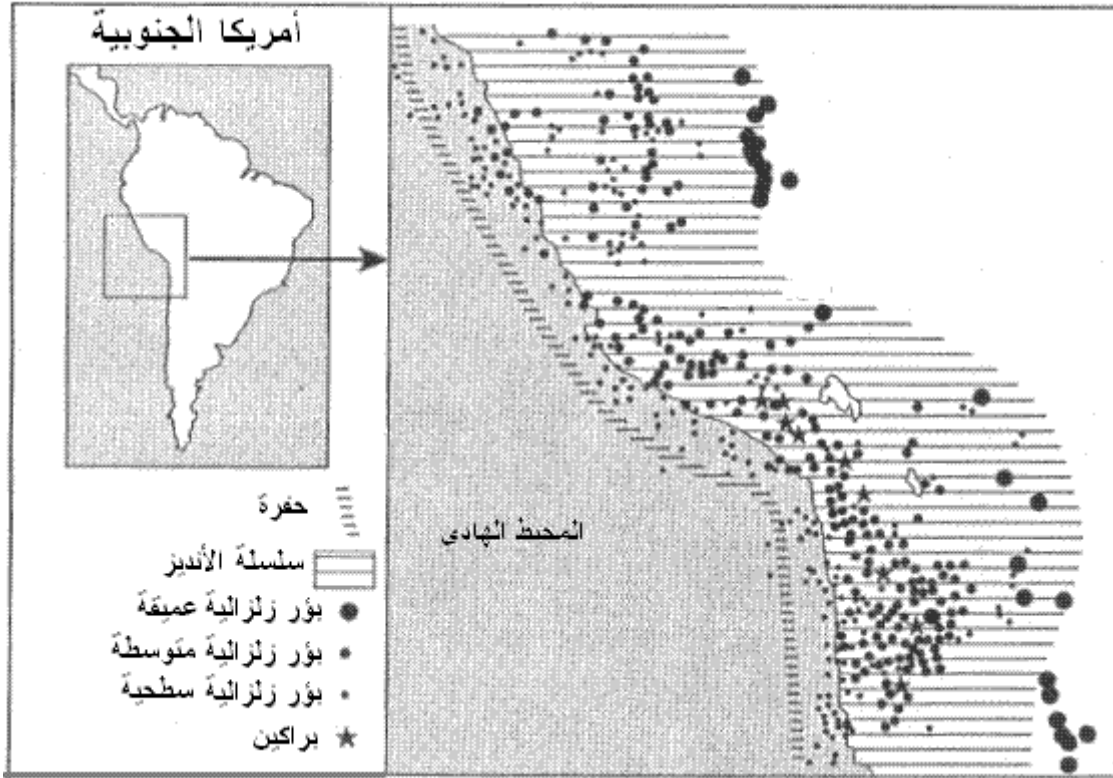 أمريكا الجنوبية
حفرة
سلسلة الأنديز
بؤر زلزالية عميقة
بؤر زلزالية متوسطة
بؤر زلزالية سطحية
براكين
المحيط الهادي